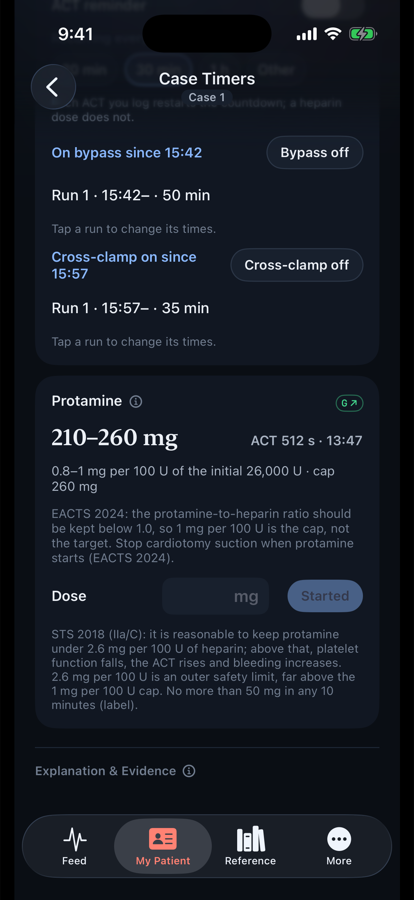 ACT reminder
9:41
Case Timers
Case 1
Other
ACT you log restarts countdown; a heparin
dose does not.
On bypass since 15:42
Bypass off
Run 1 · 15:42– · 50 min
Tap a run to change its times.
Cross-clamp on since
15:57
Cross-clamp off
Run 1 · 15:57– · 35 min
Tap a run to change its times.
Protamine
G↗
210–260 mg
ACT 512 s · 13:47
0.8–1 mg per 100 U of the initial 26,000 U · cap
260 mg
EACTS 2024: the protamine-to-heparin ratio should
be kept below 1.0, so 1 mg per 100 U is the cap, not
the target. Stop cardiotomy suction when protamine
starts (EACTS 2024).
Dose
mg
Started
STS 2018 (IIa/C): it is reasonable to keep protamine
under 2.6 mg per 100 U of heparin; above that, platelet
function falls, the ACT rises and bleeding increases.
2.6 mg per 100 U is an outer safety limit, far above the
1 mg per 100 U cap. No more than 50 mg in any 10
minutes (label).
Explanation & Evidence
Feed
My Patient
Reference
More